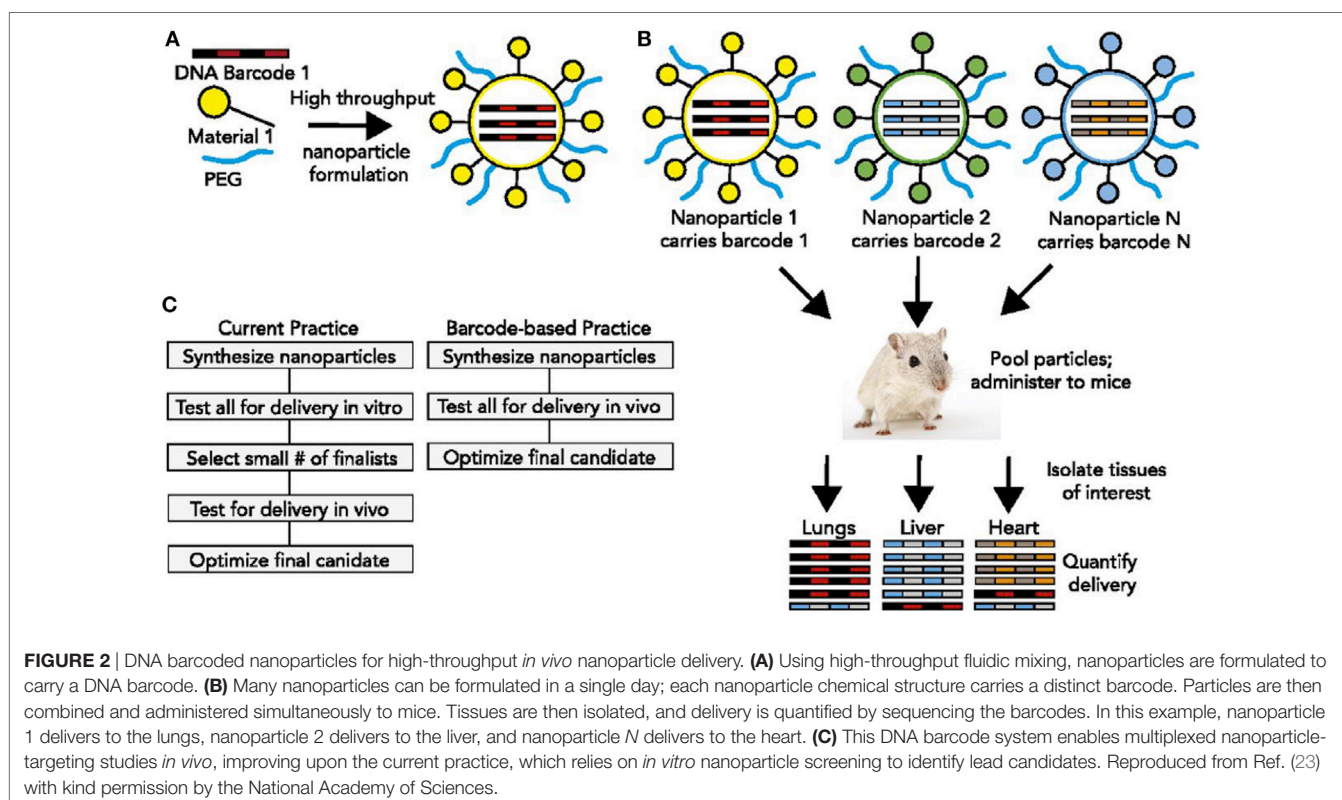 A
DNA Barcode 1
Material 1
PEG
High throughput
nanoparticle
formulation
B
Nanoparticle 1
carries barcode 1
Nanoparticle 2
carries barcode 2
Nanoparticle N
carries barcode N
Pool particles;
administer to mice
Isolate tissues
of interest
Lungs
Liver
Heart
Quantify
delivery
C
Current Practice
Synthesize nanoparticles
Test all for delivery in vitro
Select small # of finalists
Test for delivery in vivo
Optimize final canidate
Barcode-based Practice
Synthesize nanoparticles
Test all for delivery in vivo
Optimize final candidate
FIGURE 2 | DNA barcoded nanoparticles for high-throughput in vivo nanoparticle delivery. (A) Using high-throughput fluidic mixing, nanoparticles are formulated to
carry a DNA barcode. (B) Many nanoparticles can be formulated in a single day; each nanoparticle chemical structure carries a distinct barcode. Particles are then
combined and administered simultaneously to mice. Tissues are then isolated, and delivery is quantified by sequencing the barcodes. In this example, nanoparticle
1 delivers to the lungs, nanoparticle 2 delivers to the liver, and nanoparticle N delivers to the heart. (C) This DNA barcode system enables multiplexed nanoparticle-
targeting studies in vivo, improving upon the current practice, which relies on in vitro nanoparticle screening to identify lead candidates. Reproduced from Ref. (23)
with kind permission by the National Academy of Sciences.